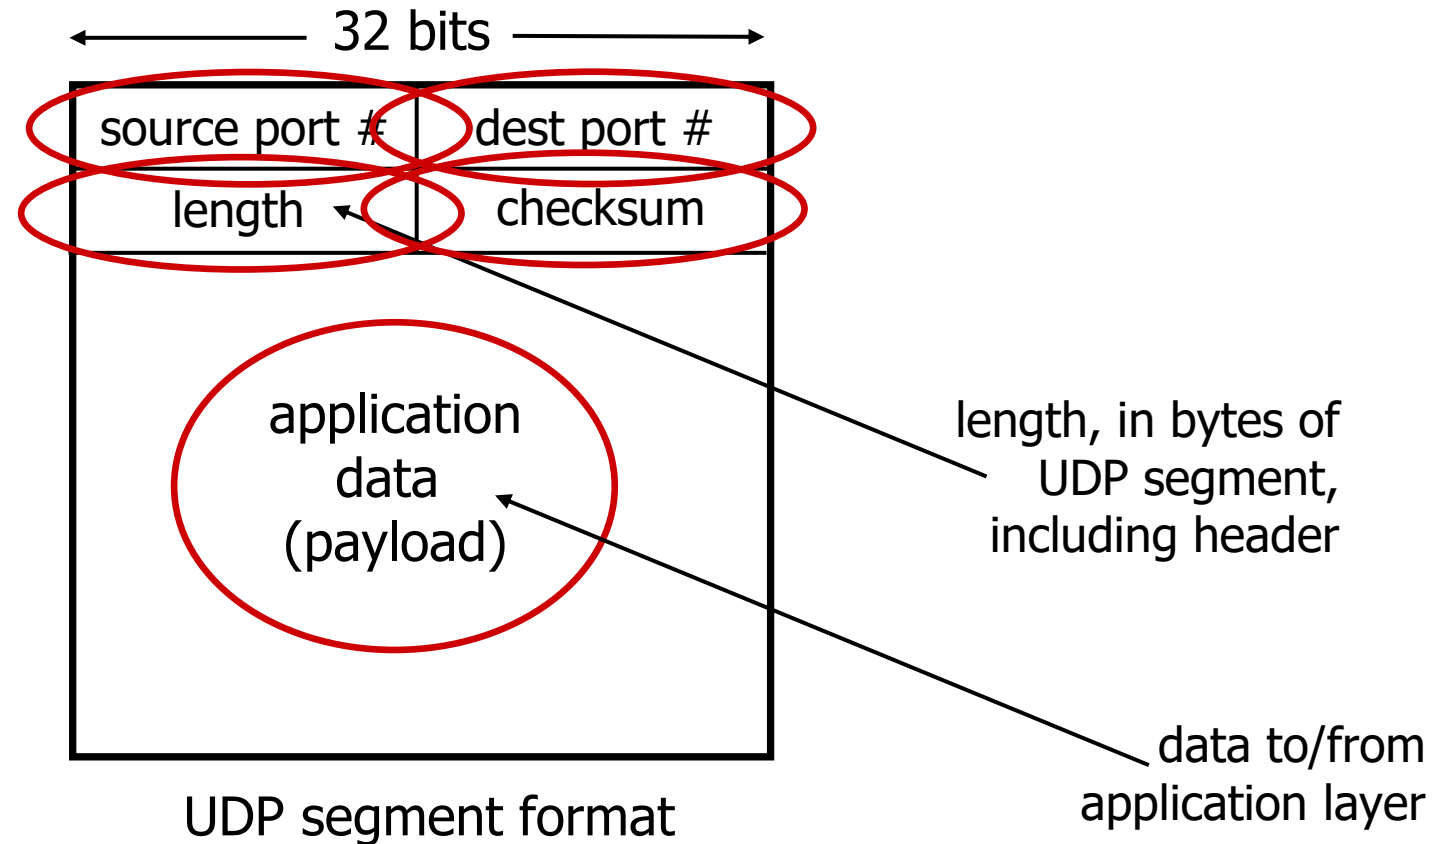 32 bits
source port #
dest port #
length
checksum
application
data
(payload)
length, in bytes of
UDP segment,
including header
data to/from
application layer
UDP segment format